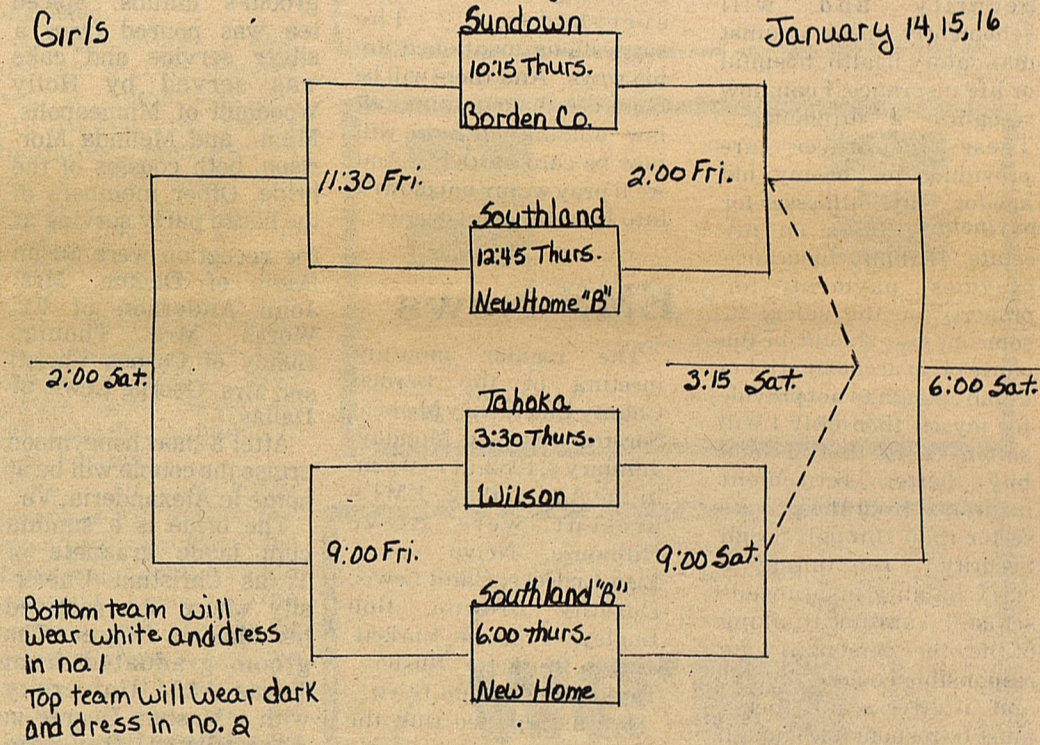 Girls
January 14, 15, 16
Sundown
10:15 Thurs.
Borden Co.
11:30 Fri.
2:00 Fri.
Southland
12:45 Thurs.
New Home "B"
2:00 Sat.
3:15 Sat.
6:00 Sat.
Tahoka
3:30 Thurs.
Wilson
9:00 Fri.
9:00 Sat.
Southland "B"
6:00 thurs.
New Home
Bottom team will
wear white and dress
in no. 1
Top team will wear dark
and dress in no. 2